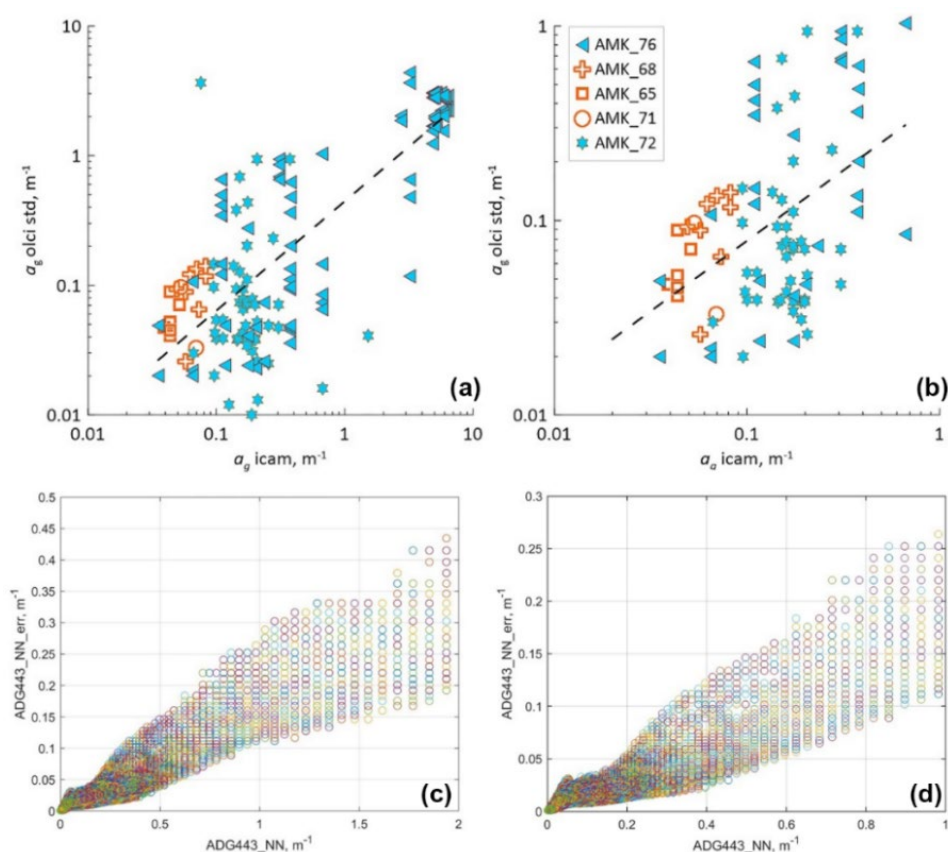 10
1
0.1
0.01
a_g olci std, m⁻¹
0.01
0.1
1
10
a_g icam, m⁻¹
(a)
1
0.1
0.01
a_g olci std, m⁻¹
AMK_76
AMK_68
AMK_65
AMK_71
AMK_72
0.01
0.1
1
a_g icam, m⁻¹
(b)
0.5
0.45
0.4
0.35
0.3
0.25
0.2
0.15
0.1
0.05
0
ADG443_NN_err, m⁻¹
0
0.5
1
1.5
2
ADG443_NN, m⁻¹
(c)
0.3
0.25
0.2
0.15
0.1
0.05
0
ADG443_NN_err, m⁻¹
0
0.2
0.4
0.6
0.8
1
ADG443_NN, m⁻¹
(d)